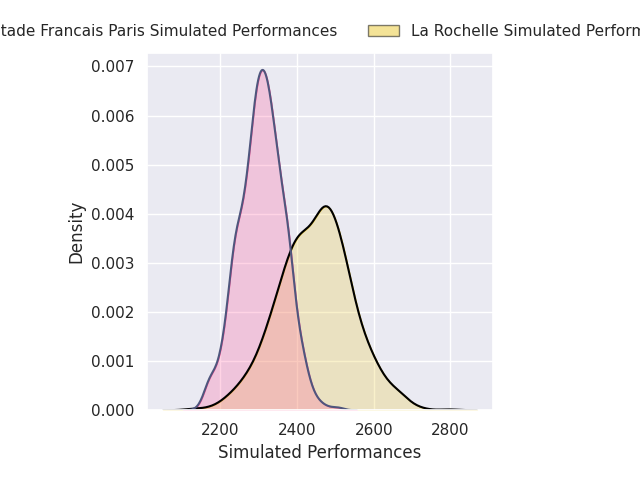 tade Francais Paris Simulated Performances La Rochelle Simulated Perforn
0.007
0.006
0.005
0.004
0.003
0.002
0.001
0.000
Density
2200 2400 2600 2800
Simulated Performances